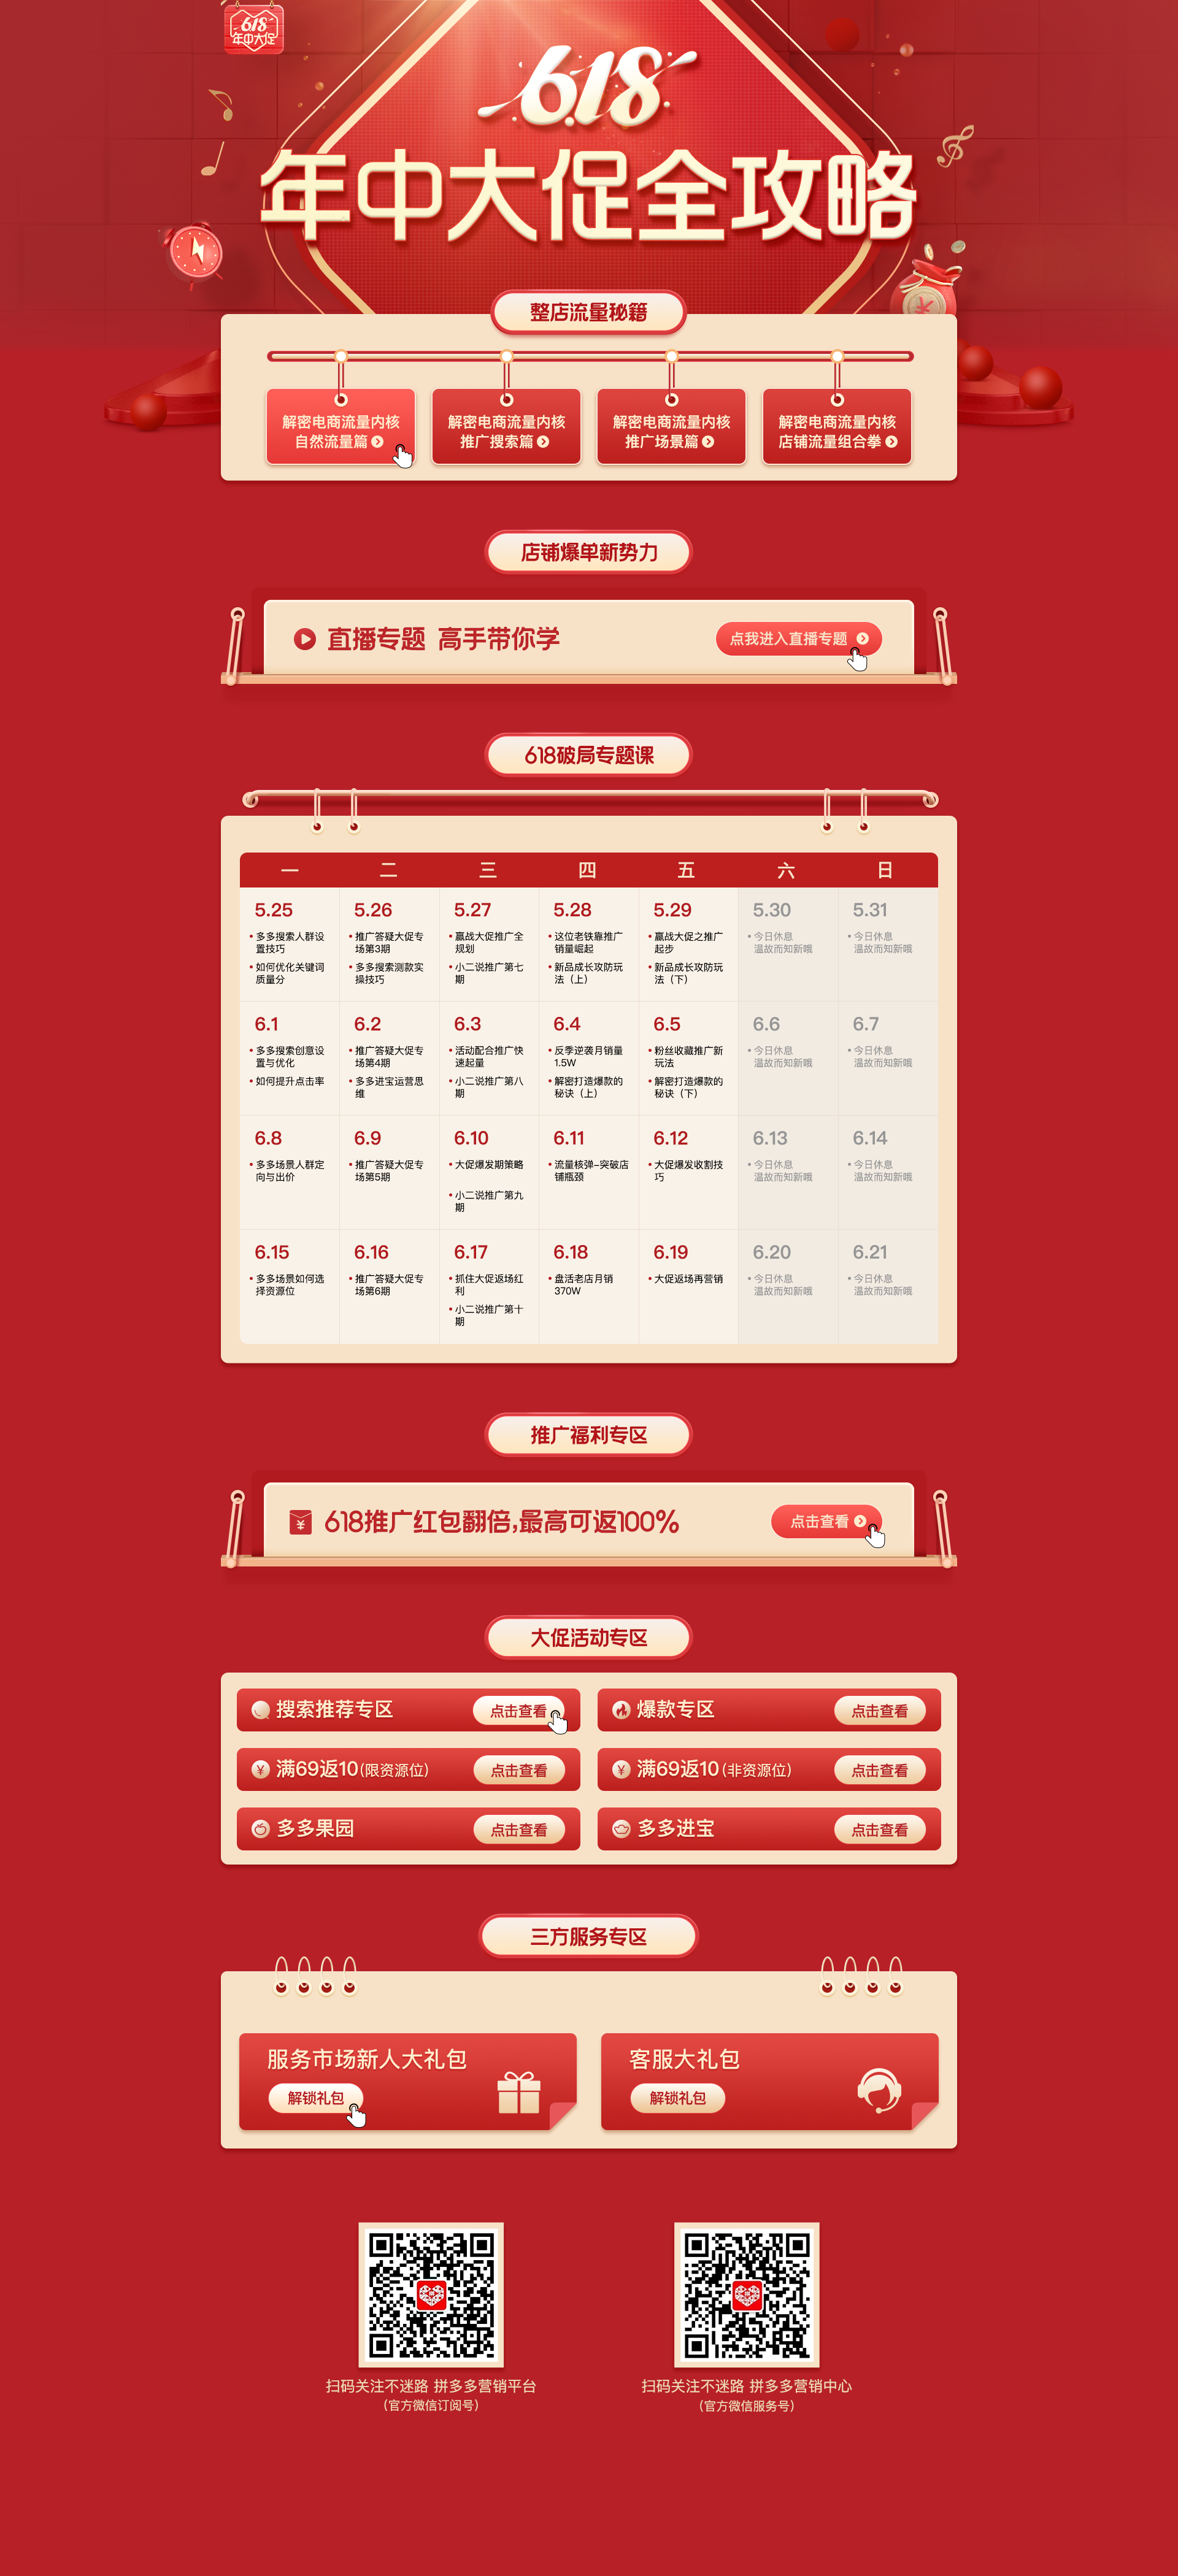 618
年中大促
618
年中大促全攻略
整店流量秘籍
解密电商流量内核
自然流量篇
解密电商流量内核
推广搜索篇
解密电商流量内核
推广场景篇
解密电商流量内核
店铺流量组合拳
店铺爆单新势力
直播专题 高手带你学
点我进入直播专题
618破局专题课
一 二 三 四 五 六 日
5.25
•多多搜索人群设
置技巧
•如何优化关键词
质量分
5.26
•推广答疑大促专
场第3期
•多多搜索测款实
操技巧
5.27
•赢战大促推广全
规划
•小二说推广第七
期
5.28
•这位老铁靠推广
销量崛起
•新品成长攻防玩
法（上）
5.29
•赢战大促之推广
起步
•新品成长攻防玩
法（下）
5.30
•今日休息
温故而知新哦
5.31
•今日休息
温故而知新哦
6.1
•多多搜索创意设
置与优化
•如何提升点击率
6.2
•推广答疑大促专
场第4期
•多多进宝运营思
维
6.3
•活动配合推广快
速起量
•小二说推广第八
期
6.4
•反季逆袭月销量
1.5W
•解密打造爆款的
秘诀（上）
6.5
•粉丝收藏推广新
玩法
•解密打造爆款的
秘诀（下）
6.6
•今日休息
温故而知新哦
6.7
•今日休息
温故而知新哦
6.8
•多多场景人群定
向与出价
6.9
•推广答疑大促专
场第5期
6.10
•大促爆发期策略
•小二说推广第九
期
6.11
•流量核弹–突破店
铺瓶颈
6.12
•大促爆发收割技
巧
6.13
•今日休息
温故而知新哦
6.14
•今日休息
温故而知新哦
6.15
•多多场景如何选
择资源位
6.16
•推广答疑大促专
场第6期
6.17
•抓住大促返场红
利
•小二说推广第十
期
6.18
•盘活老店月销
370W
6.19
•大促返场再营销
6.20
•今日休息
温故而知新哦
6.21
•今日休息
温故而知新哦
推广福利专区
¥ 618推广红包翻倍,最高可返100%
点击查看
大促活动专区
搜索推荐专区 点击查看
爆款专区 点击查看
¥ 满69返10(限资源位) 点击查看
¥ 满69返10(非资源位) 点击查看
多多果园 点击查看
多多进宝 点击查看
三方服务专区
服务市场新人大礼包
解锁礼包
客服大礼包
解锁礼包
扫码关注不迷路 拼多多营销平台
（官方微信订阅号）
扫码关注不迷路 拼多多营销中心
（官方微信服务号）